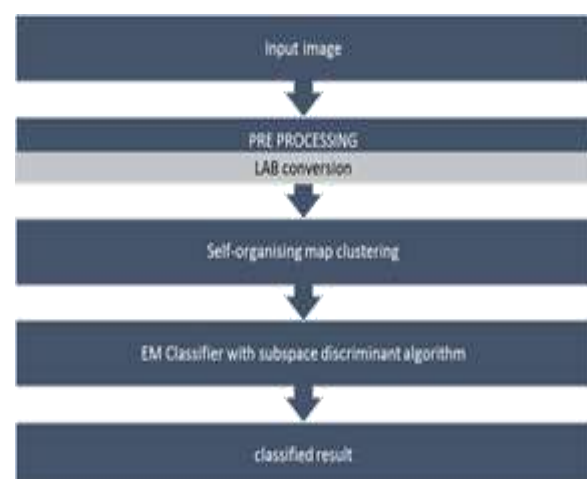 Input image
PRE PROCESSING
LAB conversion
Self-organising map clustering
EM Classifier with subspace discriminant algorithm
classified result